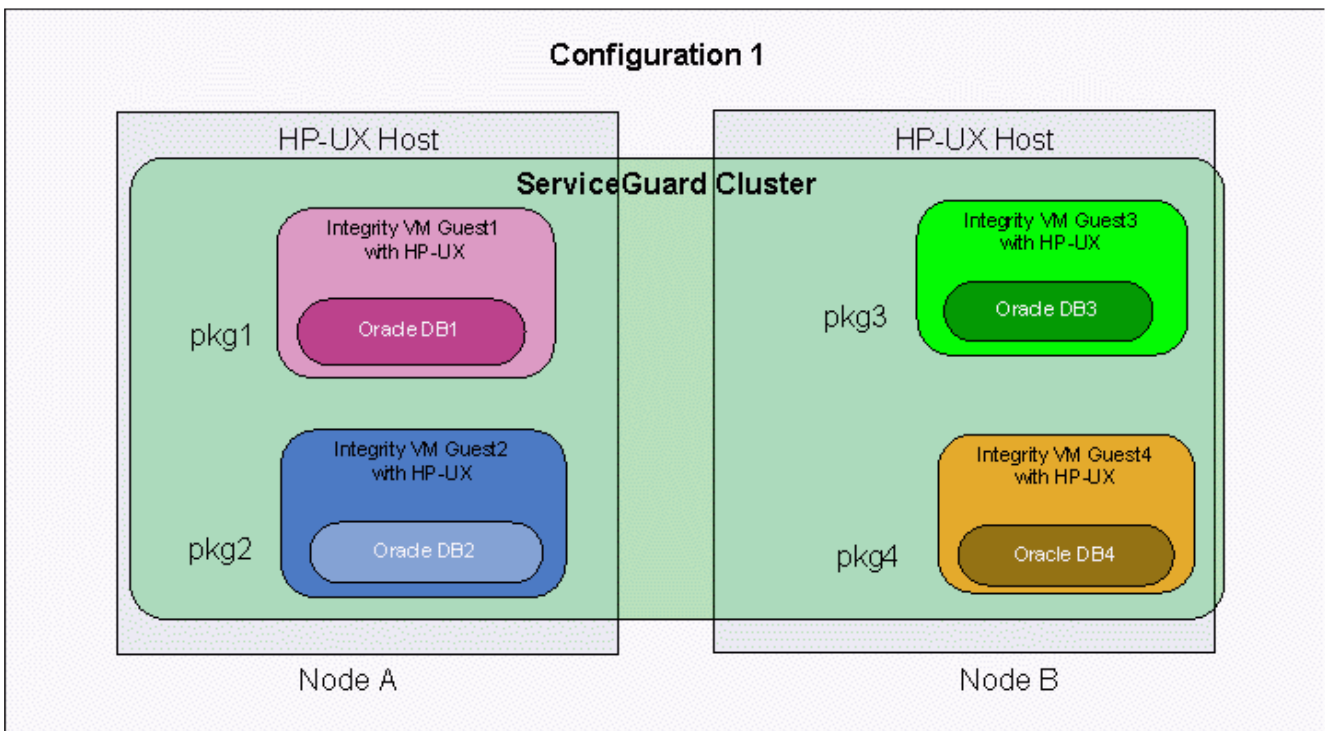 Configuration 1
HP-UX Host
HP-UX Host
ServiceGuard Cluster
Integrity VM Guest1
with HP-UX
Oracle DB1
pkg1
Integrity VM Guest3
with HP-UX
Oracle DB3
pkg3
Integrity VM Guest2
with HP-UX
Oracle DB2
pkg2
Integrity VM Guest4
with HP-UX
Oracle DB4
pkg4
Node A
Node B